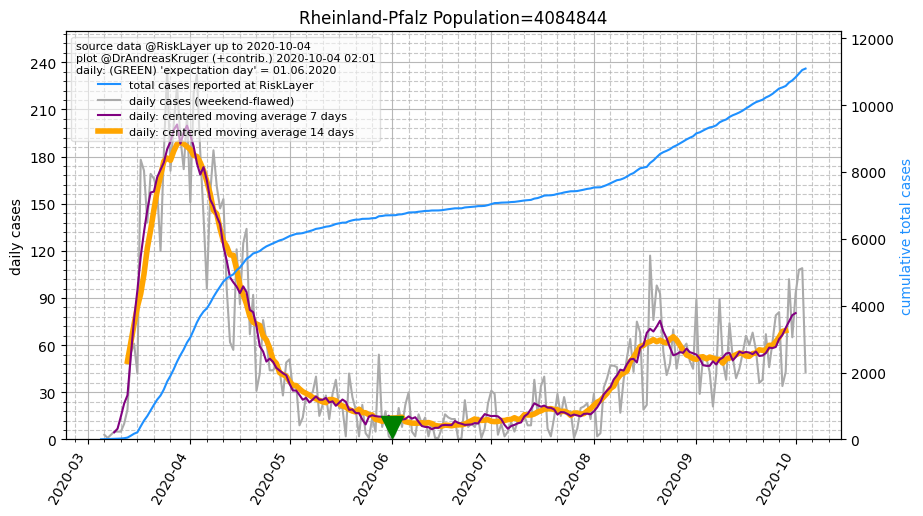 Rheinland-Pfalz Population=4084844
source data @RiskLayer up to 2020-10-04
plot @DrAndreasKruger (+contrib.) 2020-10-04 02:01
daily: (GREEN) 'expectation day' = 01.06.2020
total cases reported at RiskLayer
daily cases (weekend-flawed)
daily: centered moving average 7 days
daily: centered moving average 14 days
daily cases
240
210
180
150
120
90
60
30
0
12000
10000
8000
6000
4000
2000
0
cumulative total cases
2020-03
2020-04
2020-05
2020-06
2020-07
2020-08
2020-09
2020-10